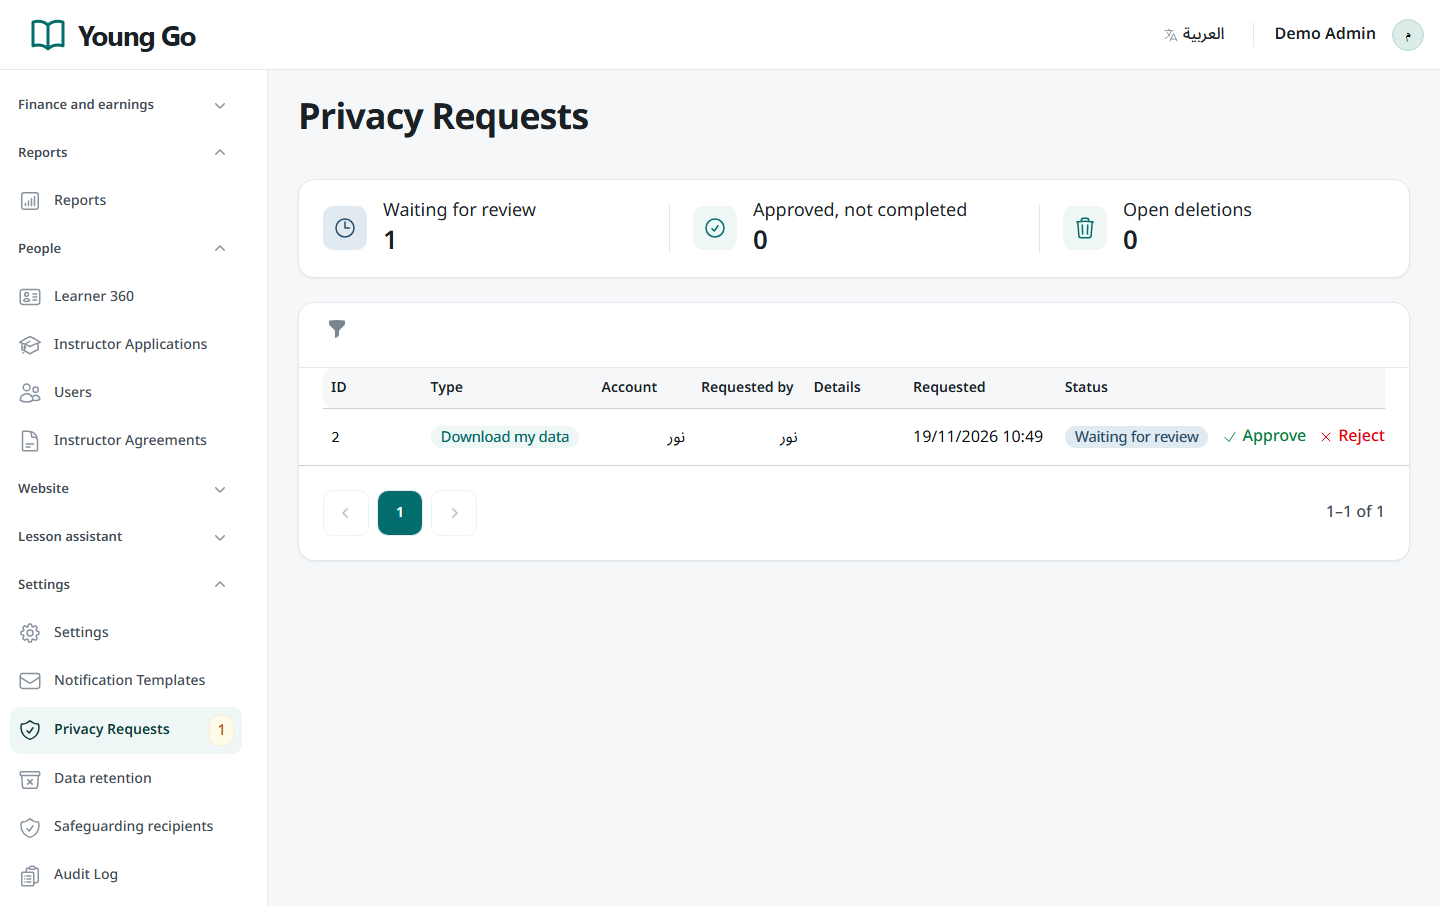 Young Go
العربية
Demo Admin
م
Finance and earnings
Reports
Reports
People
Learner 360
Instructor Applications
Users
Instructor Agreements
Website
Lesson assistant
Settings
Settings
Notification Templates
Privacy Requests 1
Data retention
Safeguarding recipients
Audit Log
Privacy Requests
Waiting for review
1
Approved, not completed
0
Open deletions
0
ID Type Account Requested by Details Requested Status
2 Download my data نور نور 19/11/2026 10:49 Waiting for review Approve Reject
1
1–1 of 1